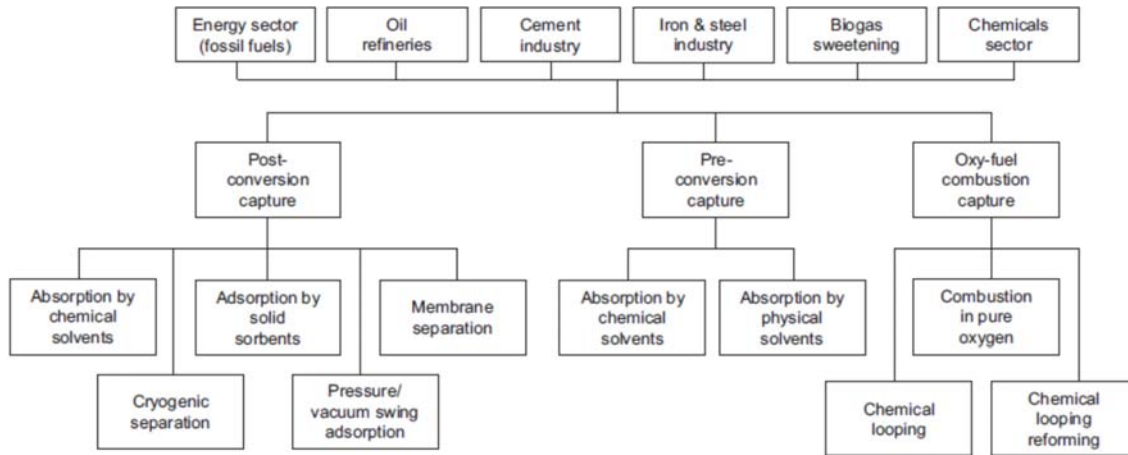 Energy sector
(fossil fuels)
Oil
refineries
Cement
industry
Iron & steel
industry
Biogas
sweetening
Chemicals
sector
Post-
conversion
capture
Pre-
conversion
capture
Oxy-fuel
combustion
capture
Absorption by
chemical
solvents
Adsorption by
solid
sorbents
Membrane
separation
Absorption by
chemical
solvents
Absorption by
physical
solvents
Combustion
in pure
oxygen
Cryogenic
separation
Pressure/
vacuum swing
adsorption
Chemical
looping
Chemical
looping
reforming